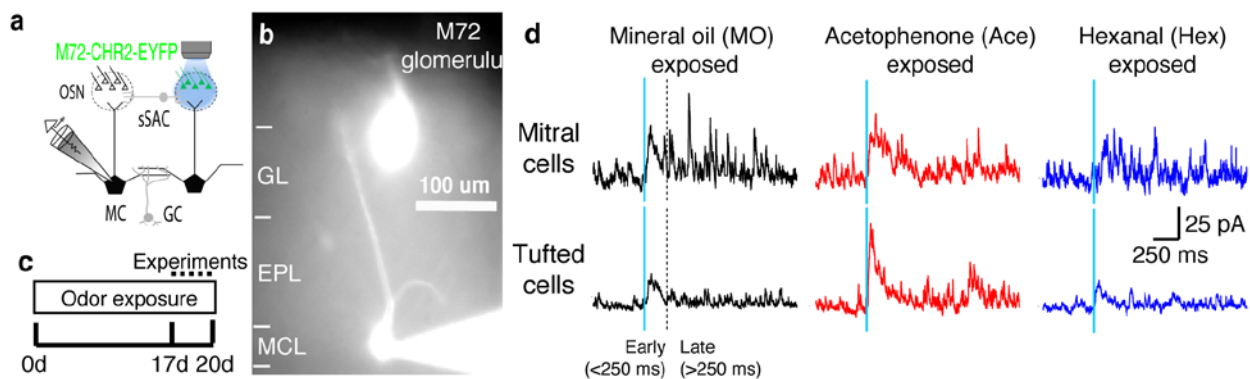 a
M72-CHR2-EYFP
OSN
sSAC
MC
GC
b
M72
glomerulu
GL
100 um
EPL
MCL
c
Experiments
Odor exposure
0d
17d 20d
d
Mineral oil (MO)
exposed
Acetophenone (Ace)
exposed
Hexanal (Hex)
exposed
Mitral
cells
Tufted
cells
25 pA
250 ms
Early
(<250 ms)
Late
(>250 ms)